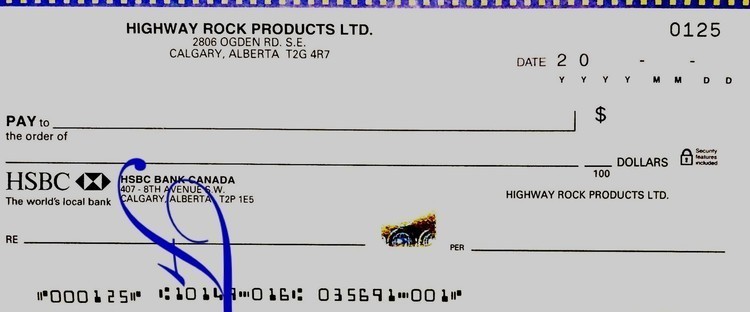 HIGHWAY ROCK PRODUCTS LTD.
2806 OGDEN RD. S.E.
CALGARY, ALBERTA T2G 4R7
0125
DATE 2 0 - -
Y Y Y Y M M D D
PAY to
the order of
$
100 DOLLARS
Security
features
included
HSBC
The world's local bank
HSBC BANK CANADA
407 - 8TH AVENUE S.W.
CALGARY, ALBERTA, T2P 1E5
HIGHWAY ROCK PRODUCTS LTD.
RE
PER
⑈000125⑈ ⑆10149⑉016⑆ 035691⑉001⑈